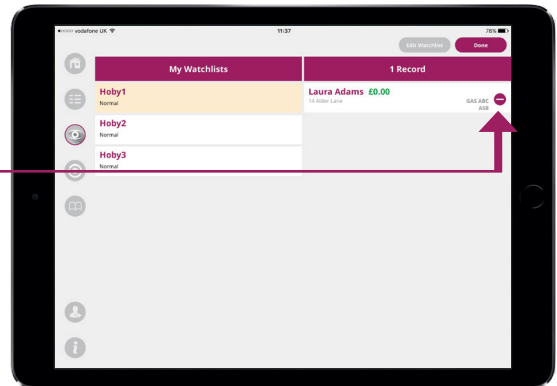 vodafone UK
11:37
76%
Edit Watchlist
Done
My Watchlists
1 Record
Hoby1
Normal
Laura Adams £0.00
14 Alder Lane
GAS ABC
ASB
Hoby2
Normal
Hoby3
Normal
i